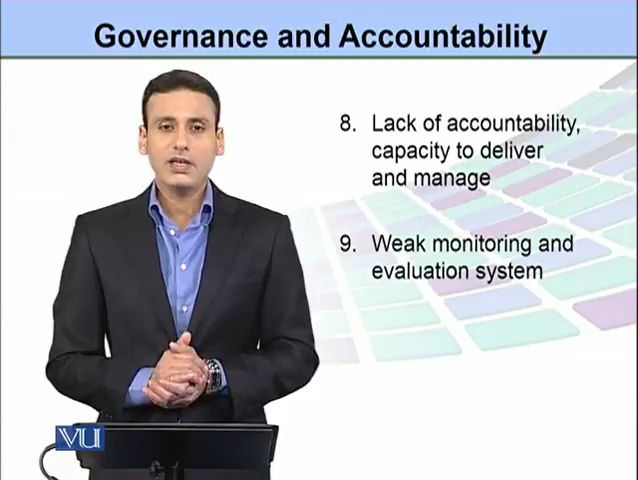 Governance and Accountability
8. Lack of accountability,
capacity to deliver
and manage
9. Weak monitoring and
evaluation system
VU